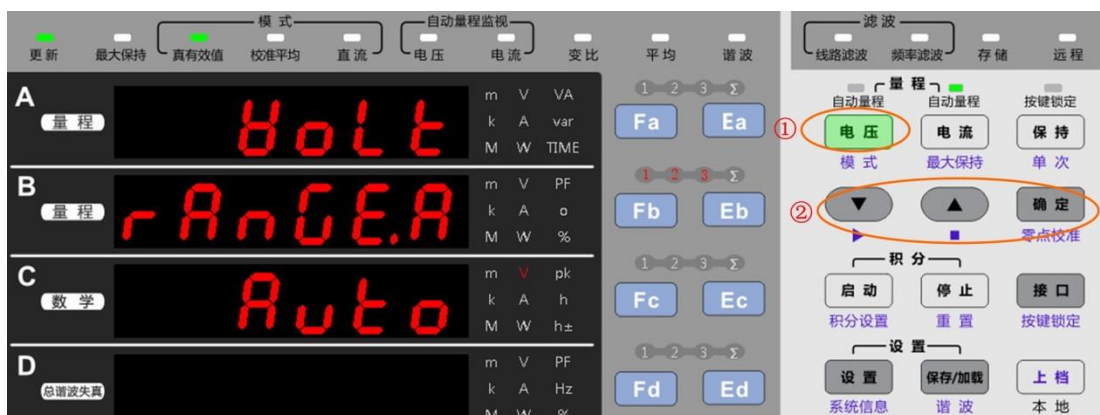 模 式 自动量程监视 滤 波
更 新 最大保持 真有效值 校准平均 直 流 电 压 电 流 变 比 平 均 谐 波 线路滤波 频率滤波 存 储 远 程
量 程
自动量程 自动量程 按键锁定
A m V VA 1 2 3 Σ
量 程 VoLt k A var Fa Ea ① 电 压 电 流 保 持
M W TIME 模 式 最大保持 单 次
B m V PF 1 2 3 Σ
量 程 rAnGE.A k A o Fb Eb ② ▼ ▲ 确 定
M W % ▶ ■ 零点校准
积 分
C m V pk 1 2 3 Σ
数 学 Auto k A h Fc Ec 启 动 停 止 接 口
M W h± 积分设置 重 置 按键锁定
设 置
D m V PF 1 2 3 Σ
总谐波失真 k A Hz Fd Ed 设 置 保存/加载 上 档
M W % 系统信息 谐 波 本 地